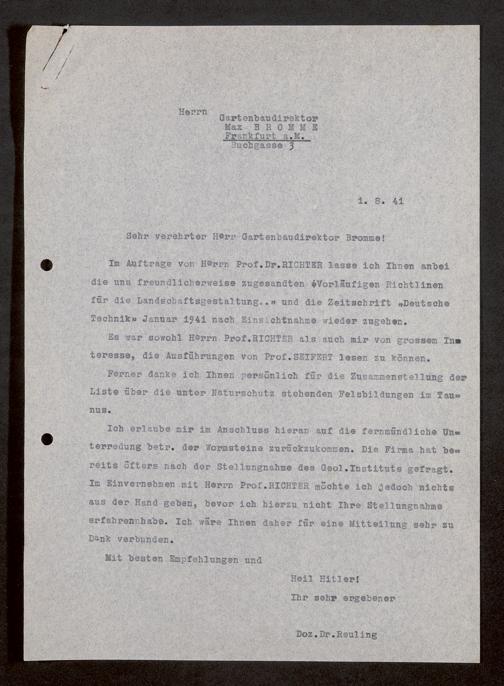 Herrn
Gartenbaudirektor
Max B R O M M E
Frankfurt a.M.
Buchgasse 3
1. 8. 41
Sehr verehrter Herr Gartenbaudirektor Bromme!
Im Auftrage von Herrn Prof.Dr.RICHTER lasse ich Ihnen anbei
die uns freundlicherweise zugesandten «Vorläufigen Richtlinen
für die Landschaftsgestaltung..» und die Zeitschrift „Deutsche
Technik» Januar 1941 nach Einsichtnahme wieder zugehen.
Es war sowohl Herrn Prof.RICHTER als auch mir von grossem In=
teresse, die Ausführungen von Prof.SEIFERT lesen zu können.
Ferner danke ich Ihnen persönlich für die Zusammenstellung der
Liste über die unter Naturschutz stehenden Felsbildungen im Tau=
nus.
Ich erlaube mir im Anschluss hieran auf die fernmündliche Un=
terredung betr. der Wormsteine zurückzukommen. Die Firma hat be=
reits öfters nach der Stellungnahme des Geol.Instituts gefragt.
Im Einvernehmen mit Herrn Prof.RICHTER möchte ich jedoch nichts
aus der Hand geben, bevor ich hierzu nicht Ihre Stellungnahme
erfahrennhabe. Ich wäre Ihnen daher für eine Mitteilung sehr zu
Dank verbunden.
Mit besten Empfehlungen und
Heil Hitler!
Ihr sehr ergebener
Doz.Dr.Reuling